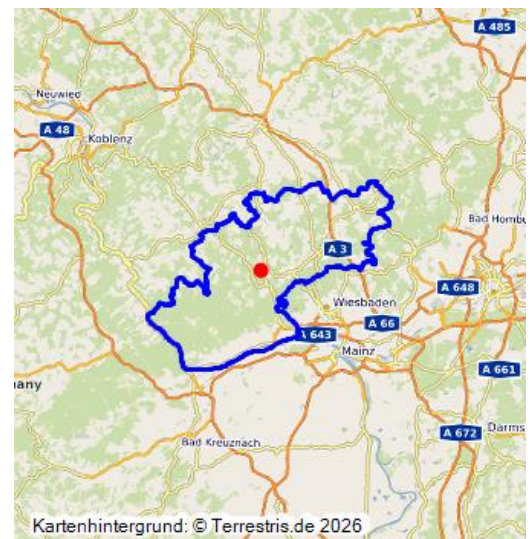 A 485
Neuwied
A 48
Koblenz
Bad Hombu
A 3
A 648
Wiesbaden
A 643
A 66
Mainz
A 661
any
Darms
A 672
Bad Kreuznach
Kartenhintergrund: © Terrestris.de 2026